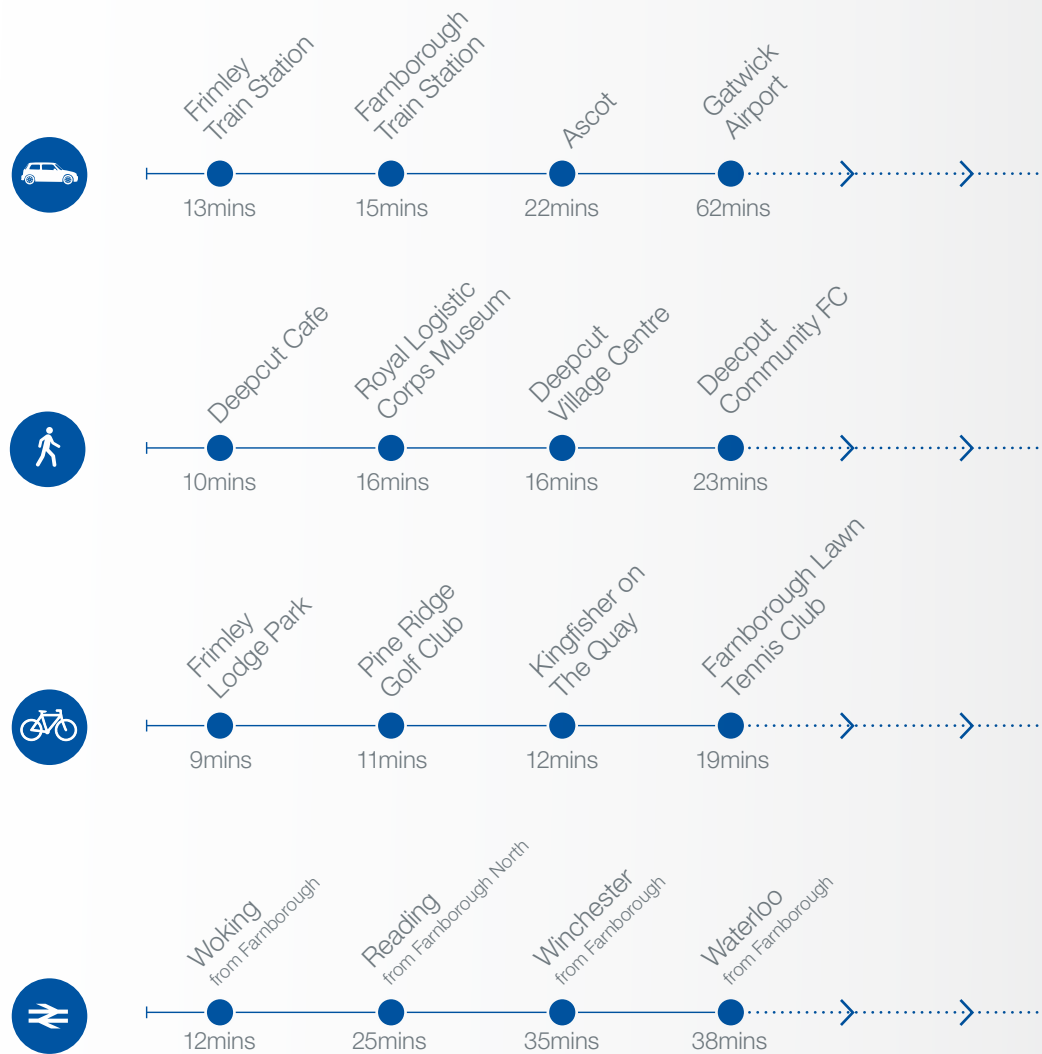 Frimley
Train Station
Farnborough
Train Station
Ascot
Gatwick
Airport
13mins
15mins
22mins
62mins
Deepcut Cafe
Royal Logistic
Corps Museum
Deepcut
Village Centre
Deecput
Community FC
10mins
16mins
16mins
23mins
Frimley
Lodge Park
Pine Ridge
Golf Club
Kingfisher on
The Quay
Farnborough Lawn
Tennis Club
9mins
11mins
12mins
19mins
Woking
from Farnborough
Reading
from Farnborough North
Winchester
from Farnborough
Waterloo
from Farnborough
12mins
25mins
35mins
38mins